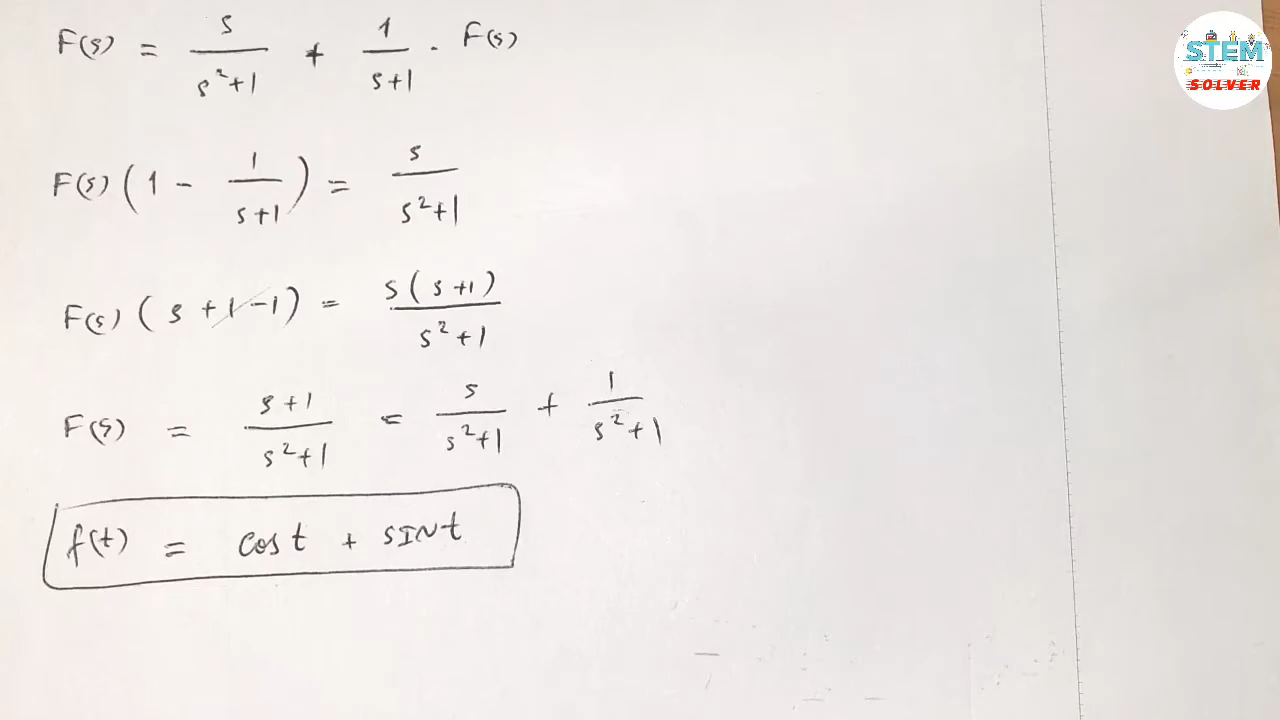 F(s) = s/(s²+1) + 1/(s+1) · F(s)
STEM
SOLVER
F(s) (1 - 1/(s+1)) = s/(s²+1)
F(s) (s+1-1) = s(s+1)/(s²+1)
F(s) = (s+1)/(s²+1) = s/(s²+1) + 1/(s²+1)
f(t) = cos t + SIN t